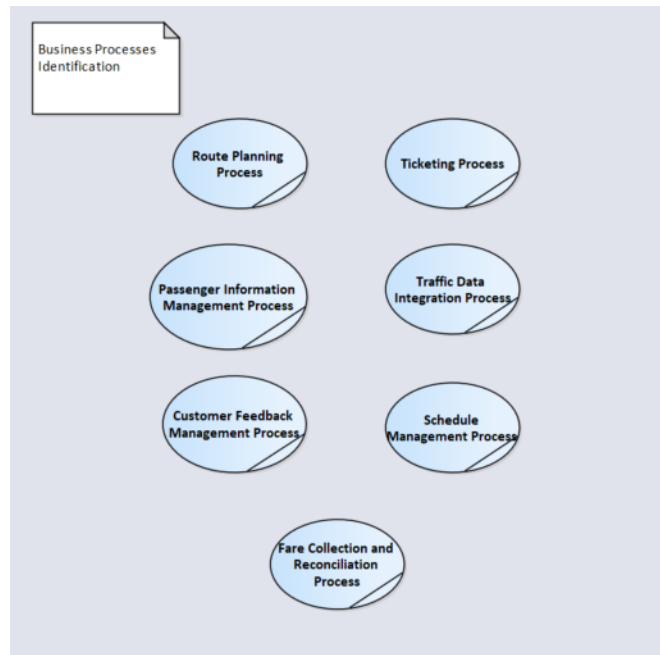 Business Processes
Identification
Route Planning
Process
Ticketing Process
Passenger Information
Management Process
Traffic Data
Integration Process
Customer Feedback
Management Process
Schedule
Management Process
Fare Collection and
Reconciliation
Process